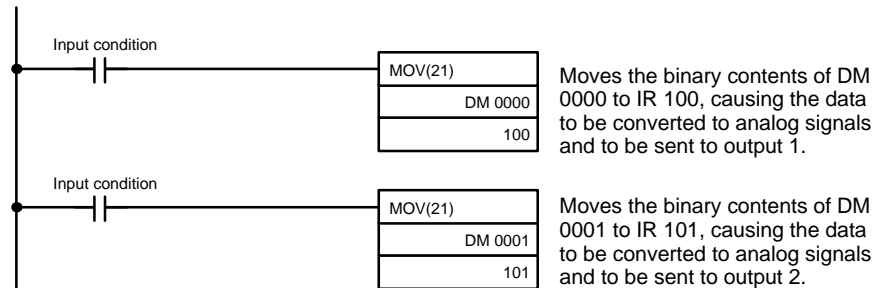 Input condition
MOV(21)
DM 0000
100
Moves the binary contents of DM
0000 to IR 100, causing the data
to be converted to analog signals
and to be sent to output 1.
Input condition
MOV(21)
DM 0001
101
Moves the binary contents of DM
0001 to IR 101, causing the data
to be converted to analog signals
and to be sent to output 2.